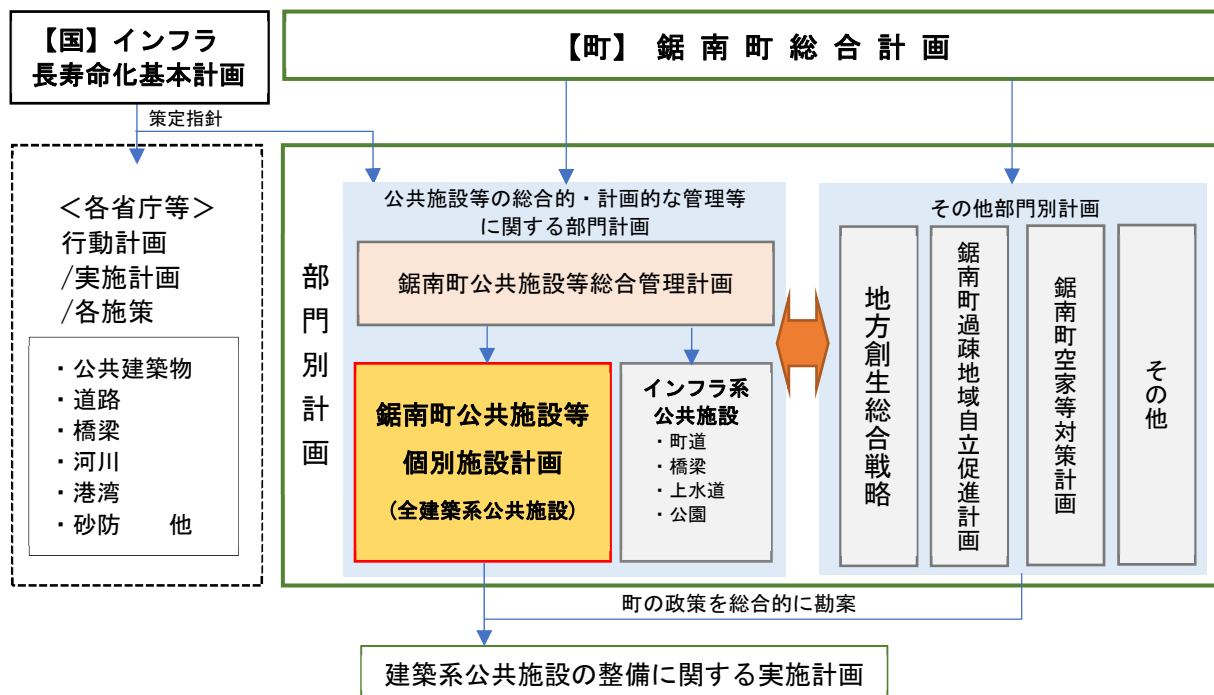 【国】インフラ
長寿命化基本計画
【町】 鋸 南 町 総 合 計 画
策定指針
＜各省庁等＞
行動計画
/実施計画
/各施策
・公共建築物
・道路
・橋梁
・河川
・港湾
・砂防　　他
部門別計画
公共施設等の総合的・計画的な管理等
に関する部門計画
鋸南町公共施設等総合管理計画
鋸南町公共施設等
個別施設計画
(全建築系公共施設)
インフラ系
公共施設
・町道
・橋梁
・上水道
・公園
その他部門別計画
地方創生総合戦略
鋸南町過疎地域自立促進計画
鋸南町空家等対策計画
その他
町の政策を総合的に勘案
建築系公共施設の整備に関する実施計画